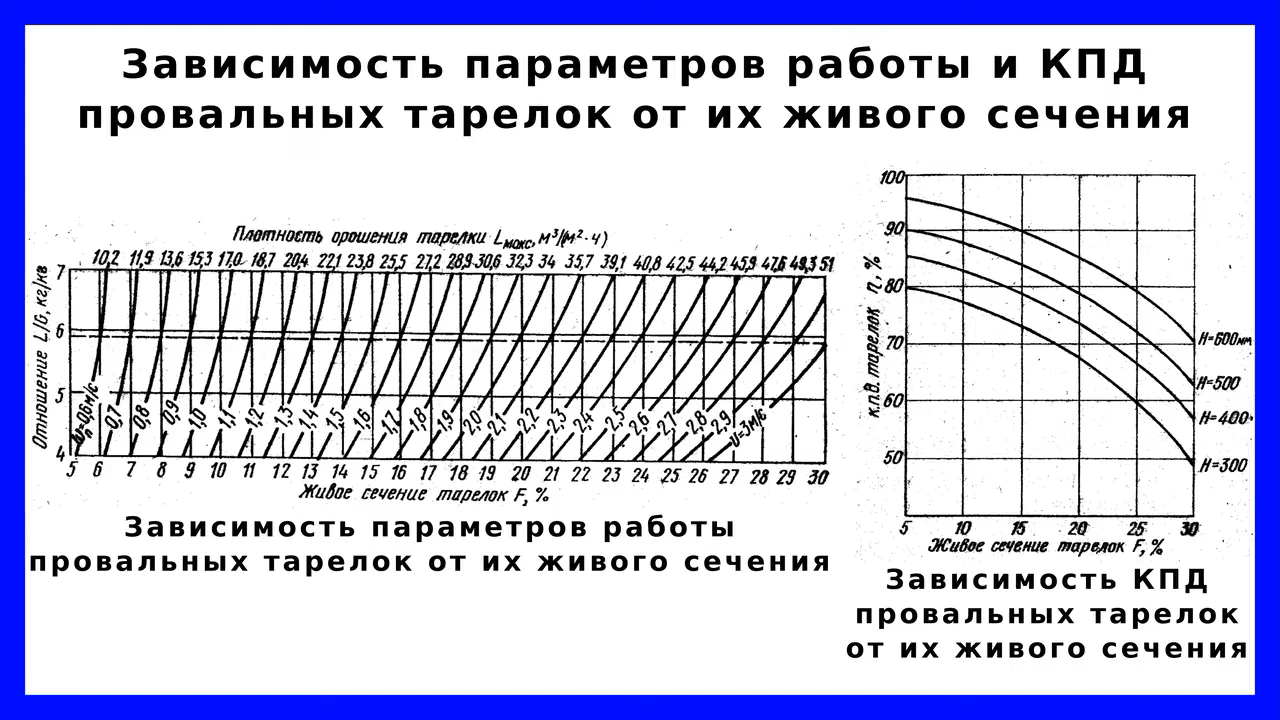 Зависимость параметров работы и КПД
провальных тарелок от их живого сечения
Плотность орошения тарелки Lмакс, м³/(м²·ч)
10,2 11,9 13,6 15,3 17,0 18,7 20,4 22,1 23,8 25,5 27,2 28,9 30,6 32,3 34 35,7 39,1 40,8 42,5 44,2 45,9 47,6 49,3 51
Отношение L/G, кг/кг
7
6
5
4
0,6м/с 0,7 0,8 0,9 1,0 1,1 1,2 1,3 1,4 1,5 1,6 1,7 1,8 1,9 2,0 2,1 2,2 2,3 2,4 2,5 2,6 2,7 2,8 2,9 U=3м/с
5 6 7 8 9 10 11 12 13 14 15 16 17 18 19 20 21 22 23 24 25 26 27 28 29 30
Живое сечение тарелок F, %
Зависимость параметров работы
провальных тарелок от их живого сечения
к.п.д. тарелок η, %
100
90
80
70
60
50
H=600мм
H=500
H=400
H=300
5 10 15 20 25 30
Живое сечение тарелок F, %
Зависимость КПД
провальных тарелок
от их живого сечения